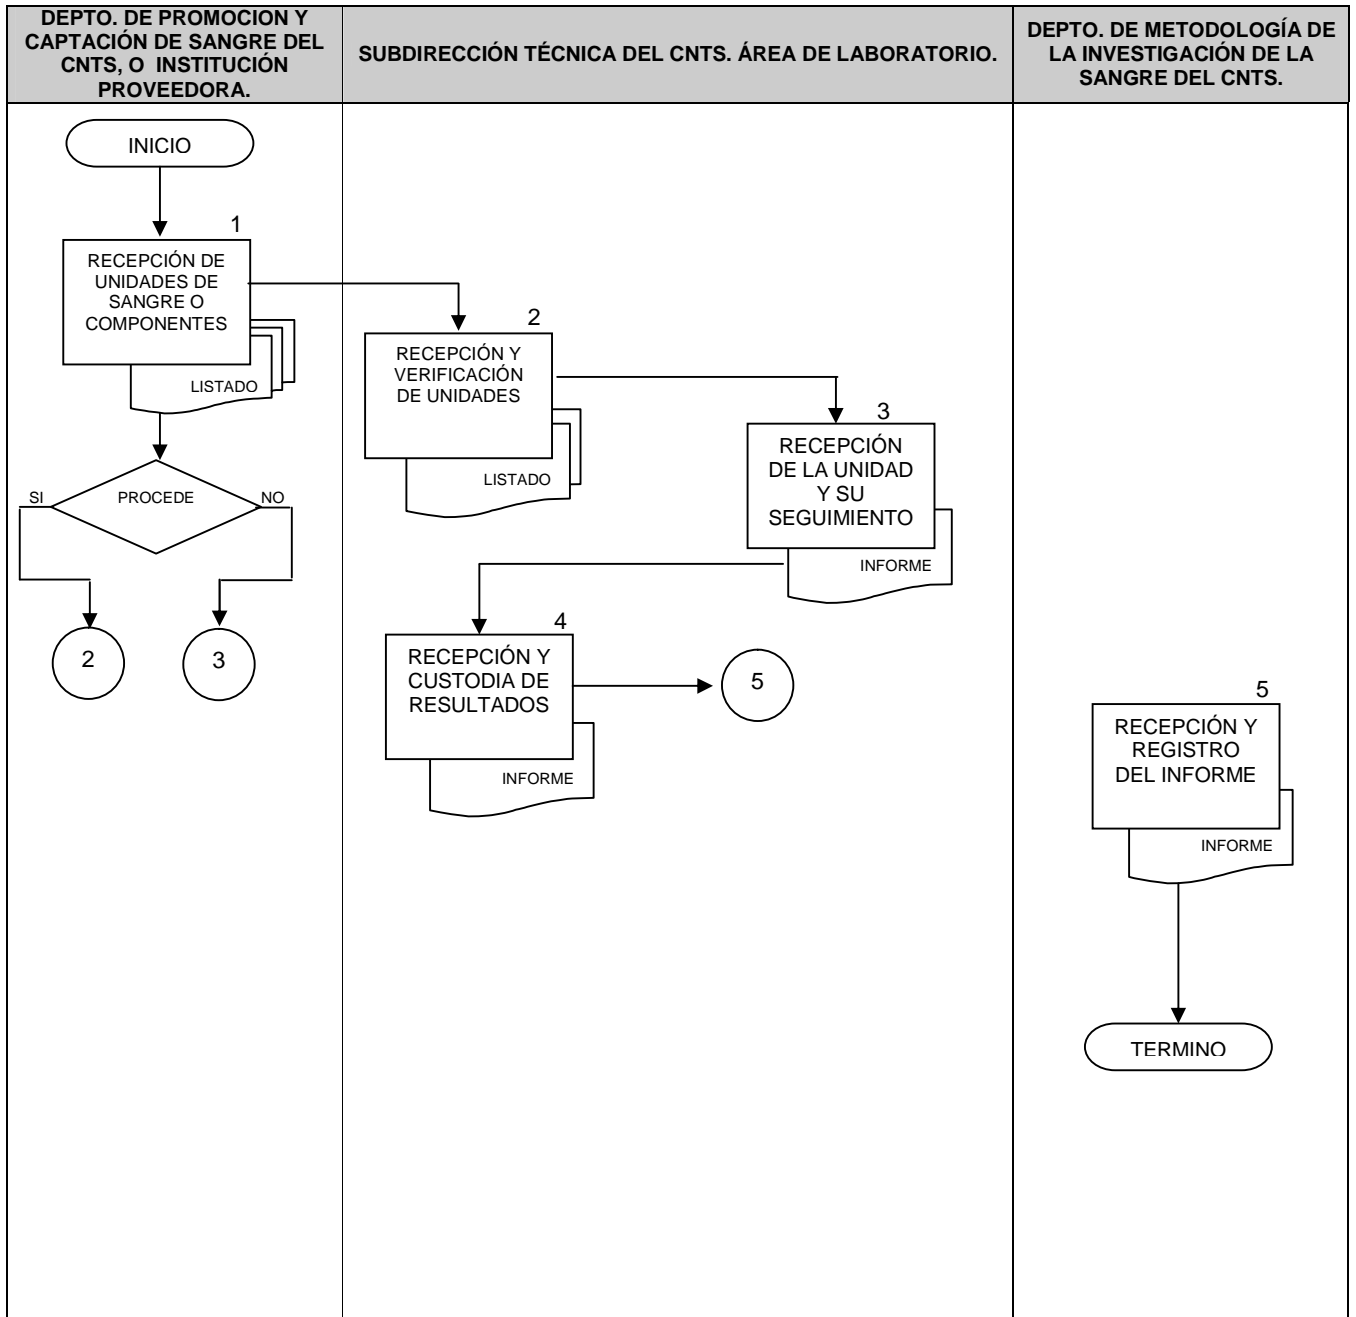 DEPTO. DE PROMOCION Y
CAPTACIÓN DE SANGRE DEL
CNTS, O INSTITUCIÓN
PROVEEDORA.
SUBDIRECCIÓN TÉCNICA DEL CNTS. ÁREA DE LABORATORIO.
DEPTO. DE METODOLOGÍA DE
LA INVESTIGACIÓN DE LA
SANGRE DEL CNTS.
INICIO
1
RECEPCIÓN DE
UNIDADES DE
SANGRE O
COMPONENTES
LISTADO
PROCEDE
SI
NO
2
3
2
RECEPCIÓN Y
VERIFICACIÓN
DE UNIDADES
LISTADO
3
RECEPCIÓN
DE LA UNIDAD
Y SU
SEGUIMIENTO
INFORME
4
RECEPCIÓN Y
CUSTODIA DE
RESULTADOS
INFORME
5
5
RECEPCIÓN Y
REGISTRO
DEL INFORME
INFORME
TERMINO